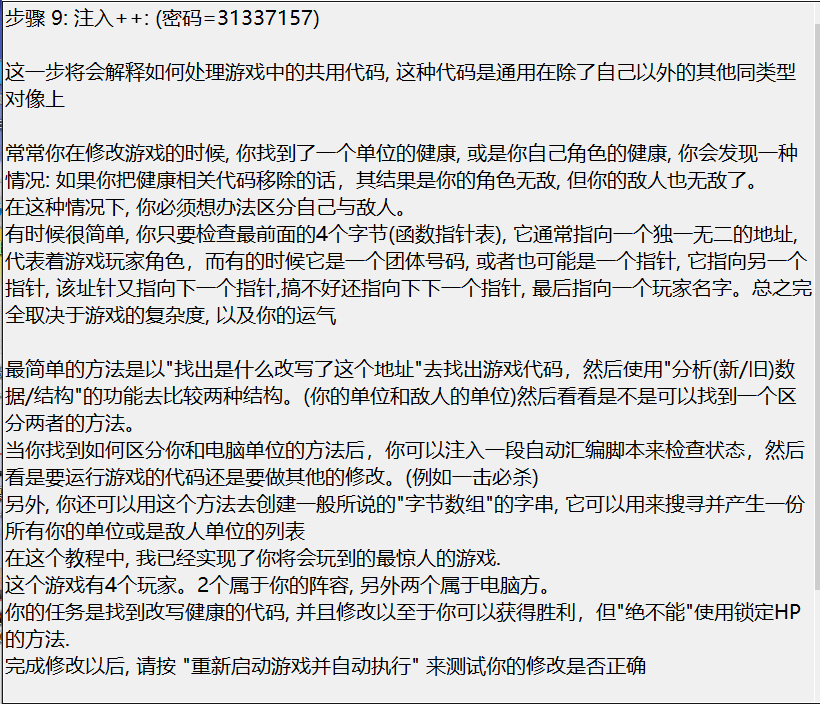 步骤 9: 注入++: (密码=31337157)
这一步将会解释如何处理游戏中的共用代码, 这种代码是通用在除了自己以外的其他同类型
对像上
常常你在修改游戏的时候, 你找到了一个单位的健康, 或是你自己角色的健康, 你会发现一种
情况: 如果你把健康相关代码移除的话，其结果是你的角色无敌, 但你的敌人也无敌了。
在这种情况下, 你必须想办法区分自己与敌人。
有时候很简单, 你只要检查最前面的4个字节(函数指针表), 它通常指向一个独一无二的地址,
代表着游戏玩家角色，而有的时候它是一个团体号码, 或者也可能是一个指针, 它指向另一个
指针, 该址针又指向下一个指针,搞不好还指向下下一个指针, 最后指向一个玩家名字。总之完
全取决于游戏的复杂度, 以及你的运气
最简单的方法是以"找出是什么改写了这个地址"去找出游戏代码，然后使用"分析(新/旧)数
据/结构"的功能去比较两种结构。(你的单位和敌人的单位)然后看看是不是可以找到一个区
分两者的方法。
当你找到如何区分你和电脑单位的方法后，你可以注入一段自动汇编脚本来检查状态，然后
看是要运行游戏的代码还是要做其他的修改。(例如一击必杀)
另外, 你还可以用这个方法去创建一般所说的"字节数组"的字串, 它可以用来搜寻并产生一份
所有你的单位或是敌人单位的列表
在这个教程中, 我已经实现了你将会玩到的最惊人的游戏.
这个游戏有4个玩家。2个属于你的阵容, 另外两个属于电脑方。
你的任务是找到改写健康的代码, 并且修改以至于你可以获得胜利，但"绝不能"使用锁定HP
的方法.
完成修改以后, 请按 "重新启动游戏并自动执行" 来测试你的修改是否正确